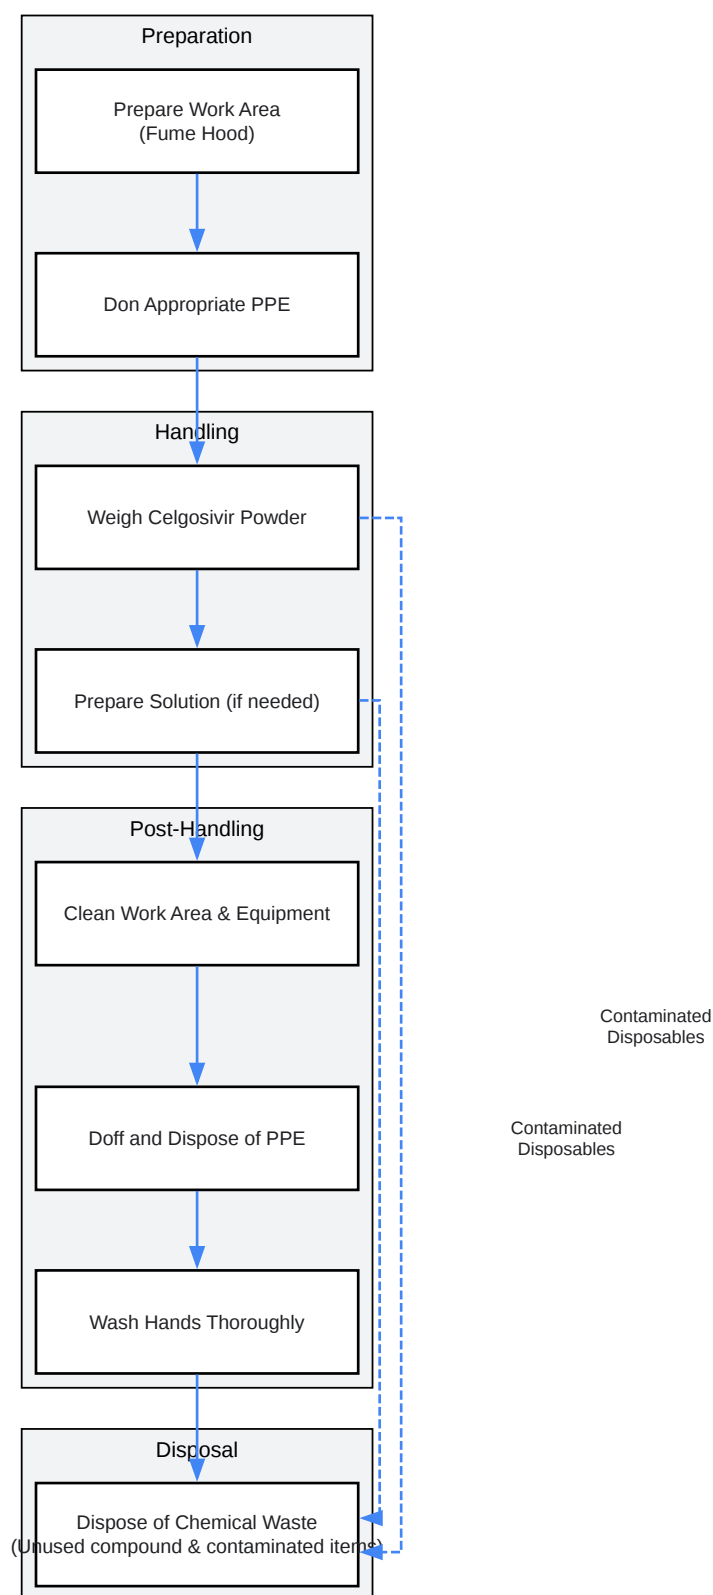 Preparation
Prepare Work Area
(Fume Hood)
Don Appropriate PPE
Handling
Weigh Celgosivir Powder
Prepare Solution (if needed)
Post-Handling
Clean Work Area & Equipment
Contaminated
Disposables
Contaminated
Disposables
Doff and Dispose of PPE
Wash Hands Thoroughly
Disposal
Dispose of Chemical Waste
(Unused compound & contaminated items)